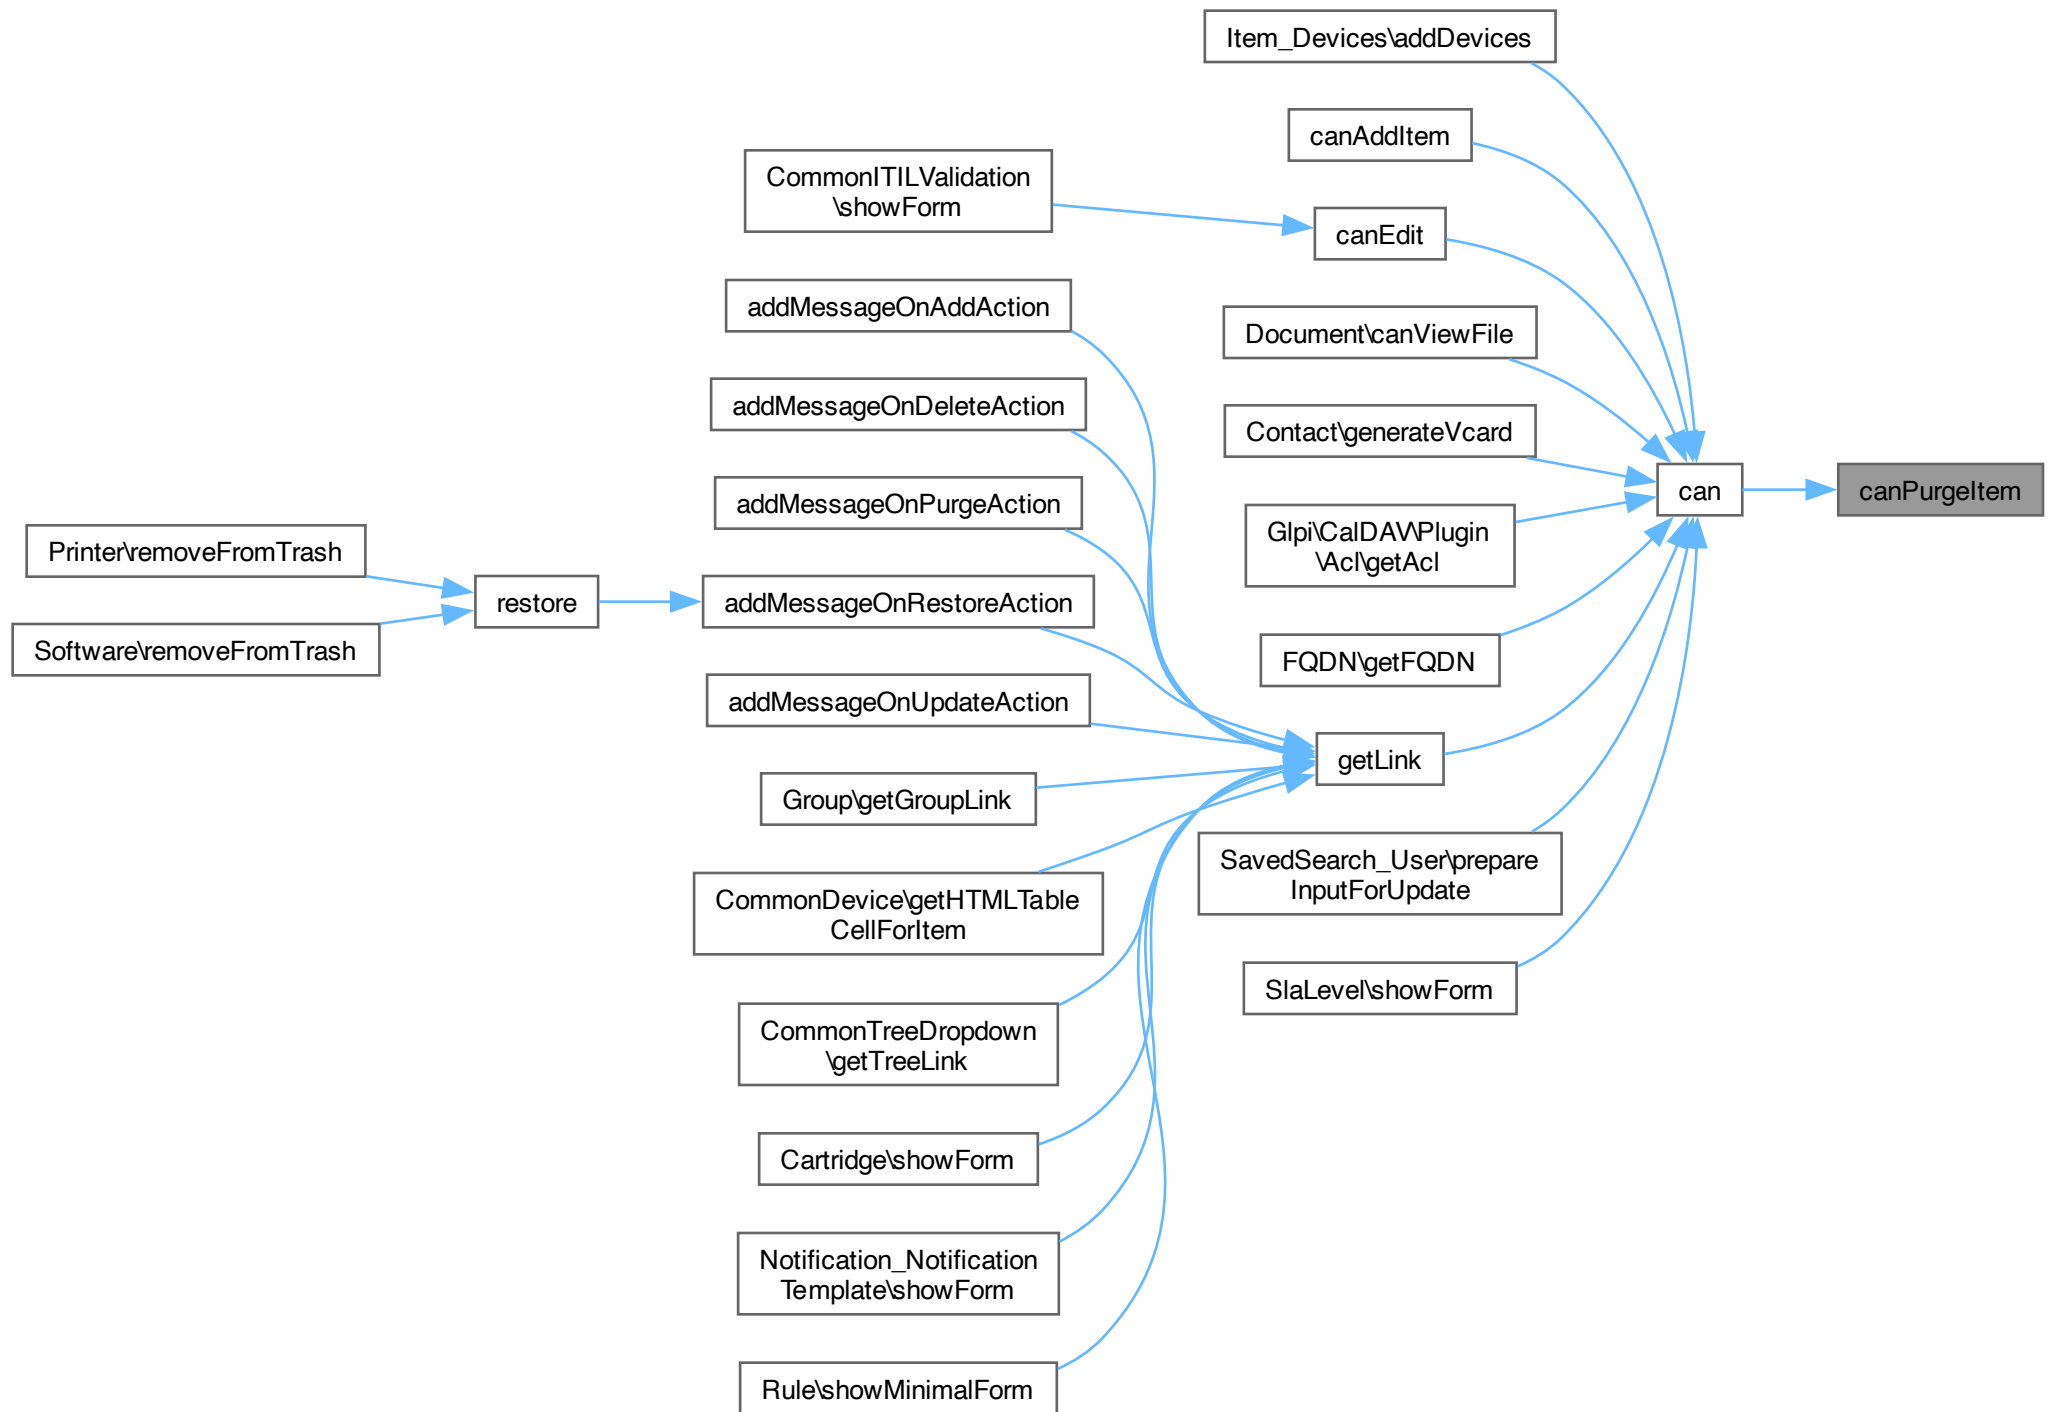 Item_Devices\addDevices
canAddItem
CommonITILValidation
\showForm
canEdit
addMessageOnAddAction
Document\canViewFile
addMessageOnDeleteAction
Contact\generateVcard
can
canPurgeItem
addMessageOnPurgeAction
Glpi\CalDAV\Plugin
\Acl\getAcl
Printer\removeFromTrash
restore
addMessageOnRestoreAction
Software\removeFromTrash
FQDN\getFQDN
addMessageOnUpdateAction
getLink
Group\getGroupLink
SavedSearch_User\prepare
InputForUpdate
CommonDevice\getHTMLTable
CellForItem
SlaLevel\showForm
CommonTreeDropdown
\getTreeLink
Cartridge\showForm
Notification_Notification
Template\showForm
Rule\showMinimalForm